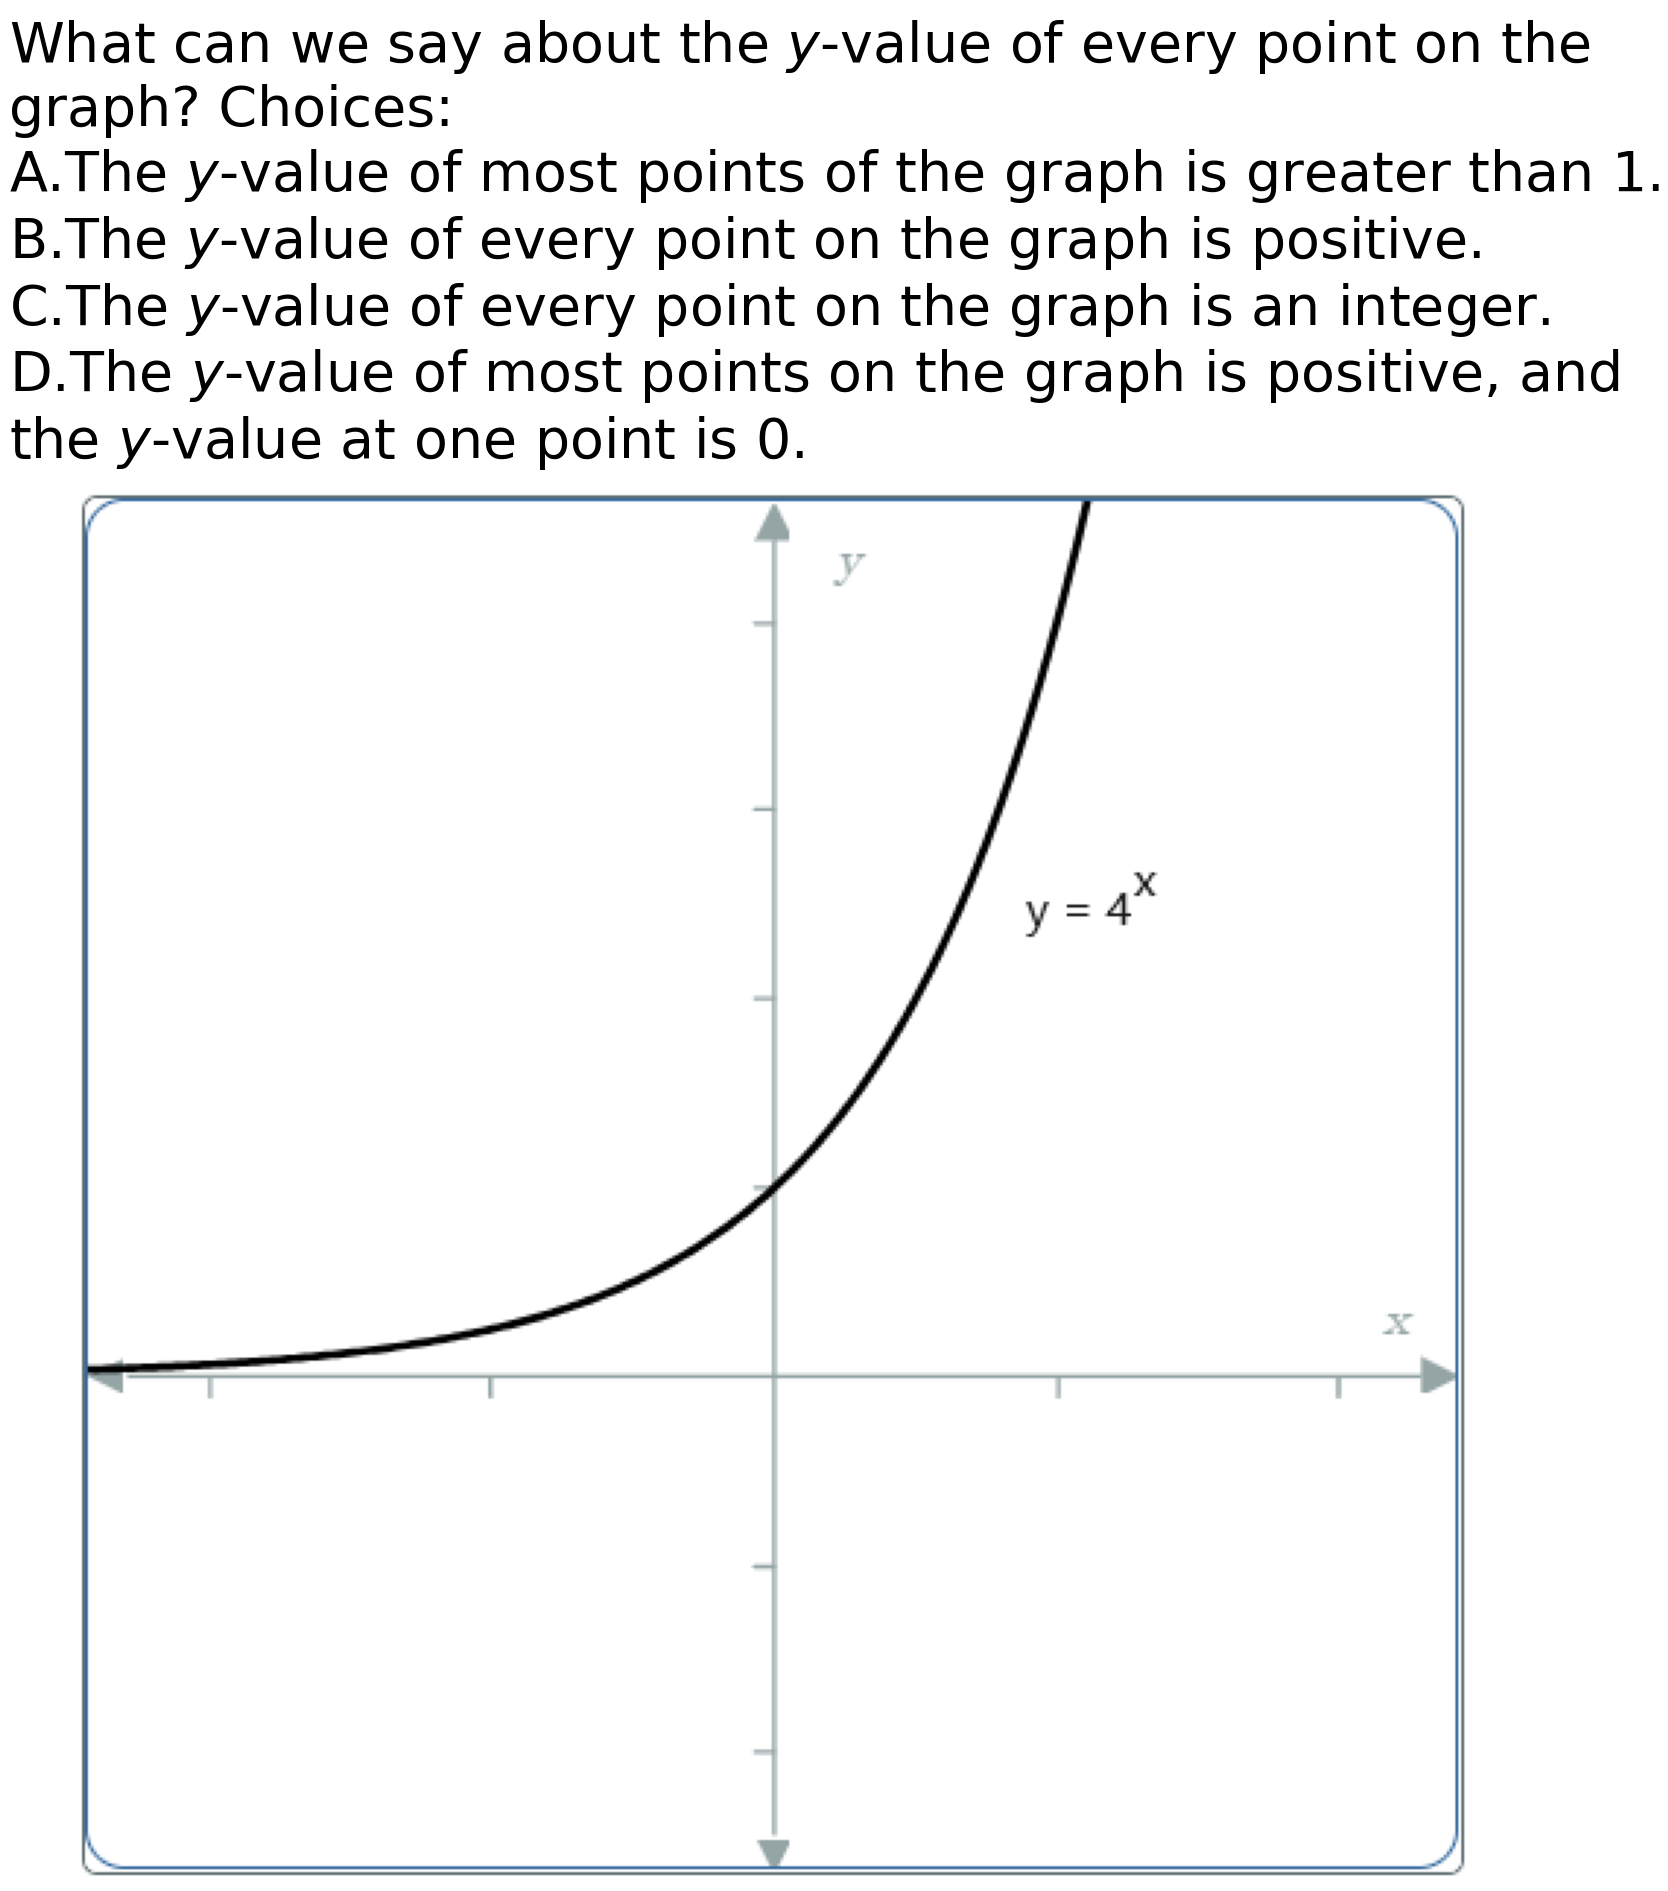 What can we say about the y-value of every point on the
graph? Choices:
A.The y-value of most points of the graph is greater than 1.
B.The y-value of every point on the graph is positive.
C.The y-value of every point on the graph is an integer.
D.The y-value of most points on the graph is positive, and
the y-value at one point is 0.
y
y = 4^x
x